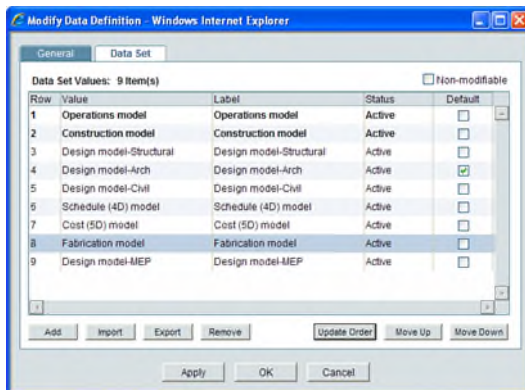 Modify Data Definition - Windows Internet Explorer
General Data Set
Data Set Values: 9 Item(s) Non-modifiable
Row Value Label Status Default
1 Operations model Operations model Active
2 Construction model Construction model Active
3 Design model-Structural Design model-Structural Active
4 Design model-Arch Design model-Arch Active
5 Design model-Civil Design model-Civil Active
6 Schedule (4D) model Schedule (4D) model Active
7 Cost (5D) model Cost (5D) model Active
8 Fabrication model Fabrication model Active
9 Design model-MEP Design model-MEP Active
Add Import Export Remove Update Order Move Up Move Down
Apply OK Cancel